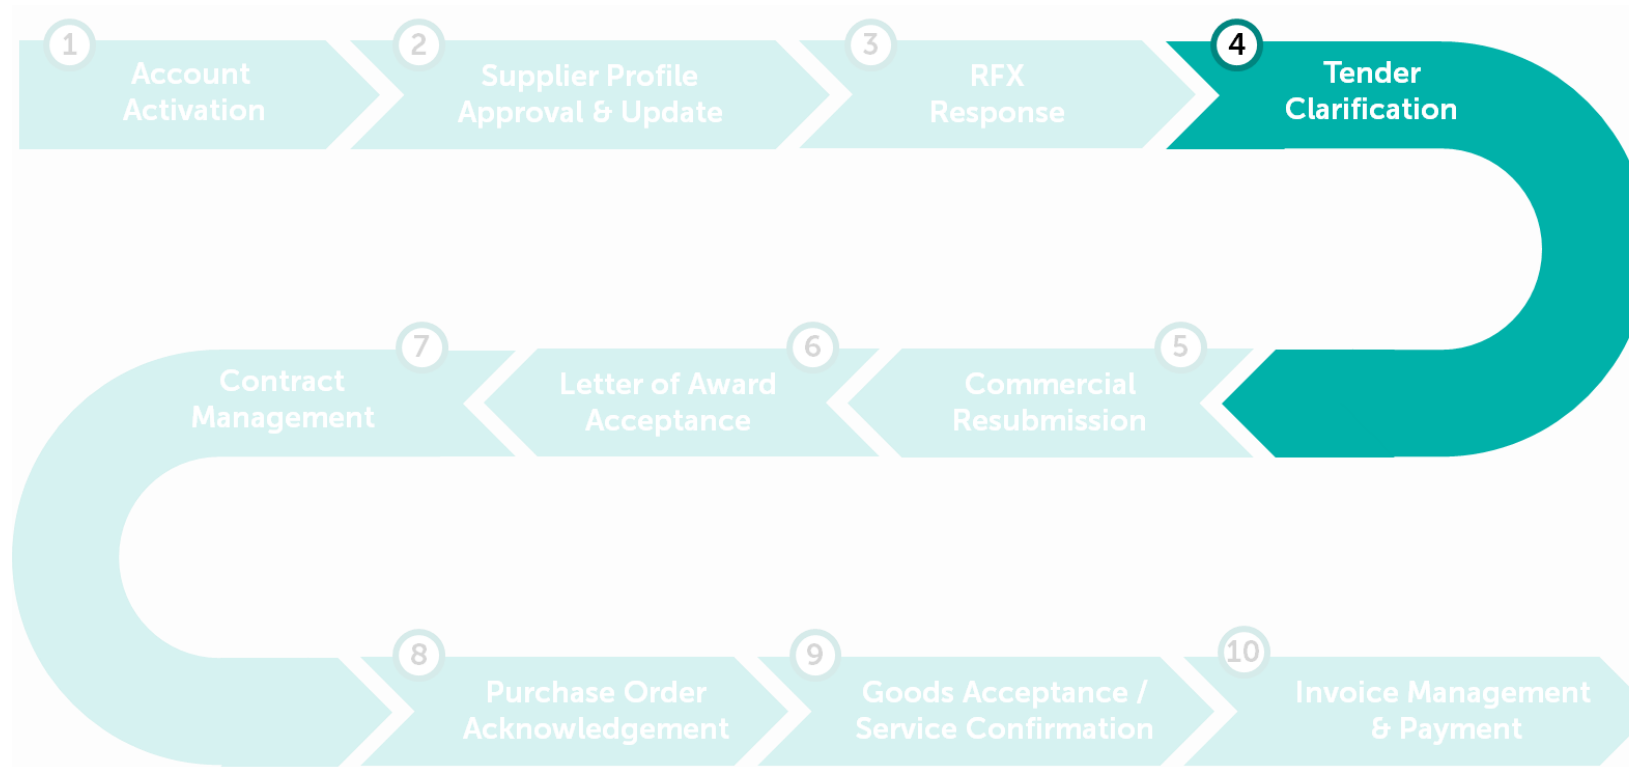 1
Account
Activation
2
Supplier Profile
Approval & Update
3
RFX
Response
4
Tender
Clarification
5
Commercial
Resubmission
6
Letter of Award
Acceptance
7
Contract
Management
8
Purchase Order
Acknowledgement
9
Goods Acceptance /
Service Confirmation
10
Invoice Management
& Payment